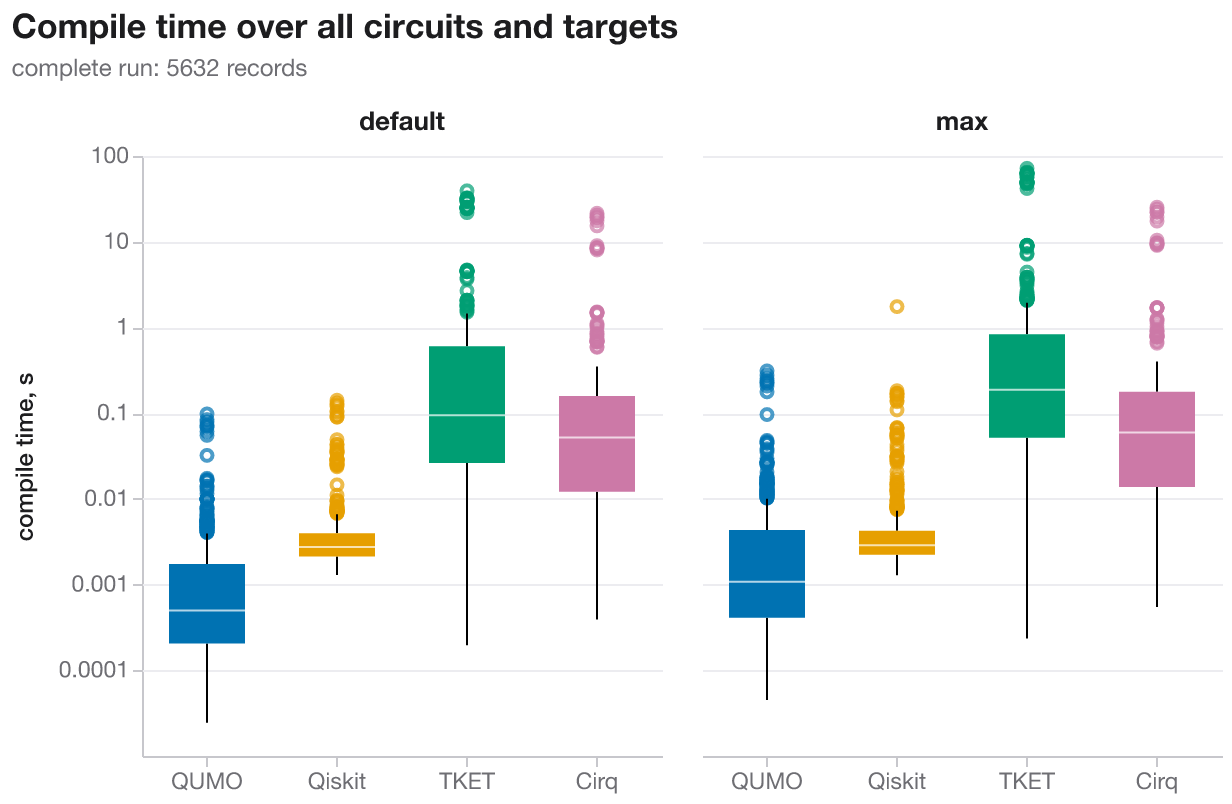 Compile time over all circuits and targets
complete run: 5632 records
default
max
100
10
1
0.1
0.01
0.001
0.0001
compile time, s
QUMO Qiskit TKET Cirq
QUMO Qiskit TKET Cirq